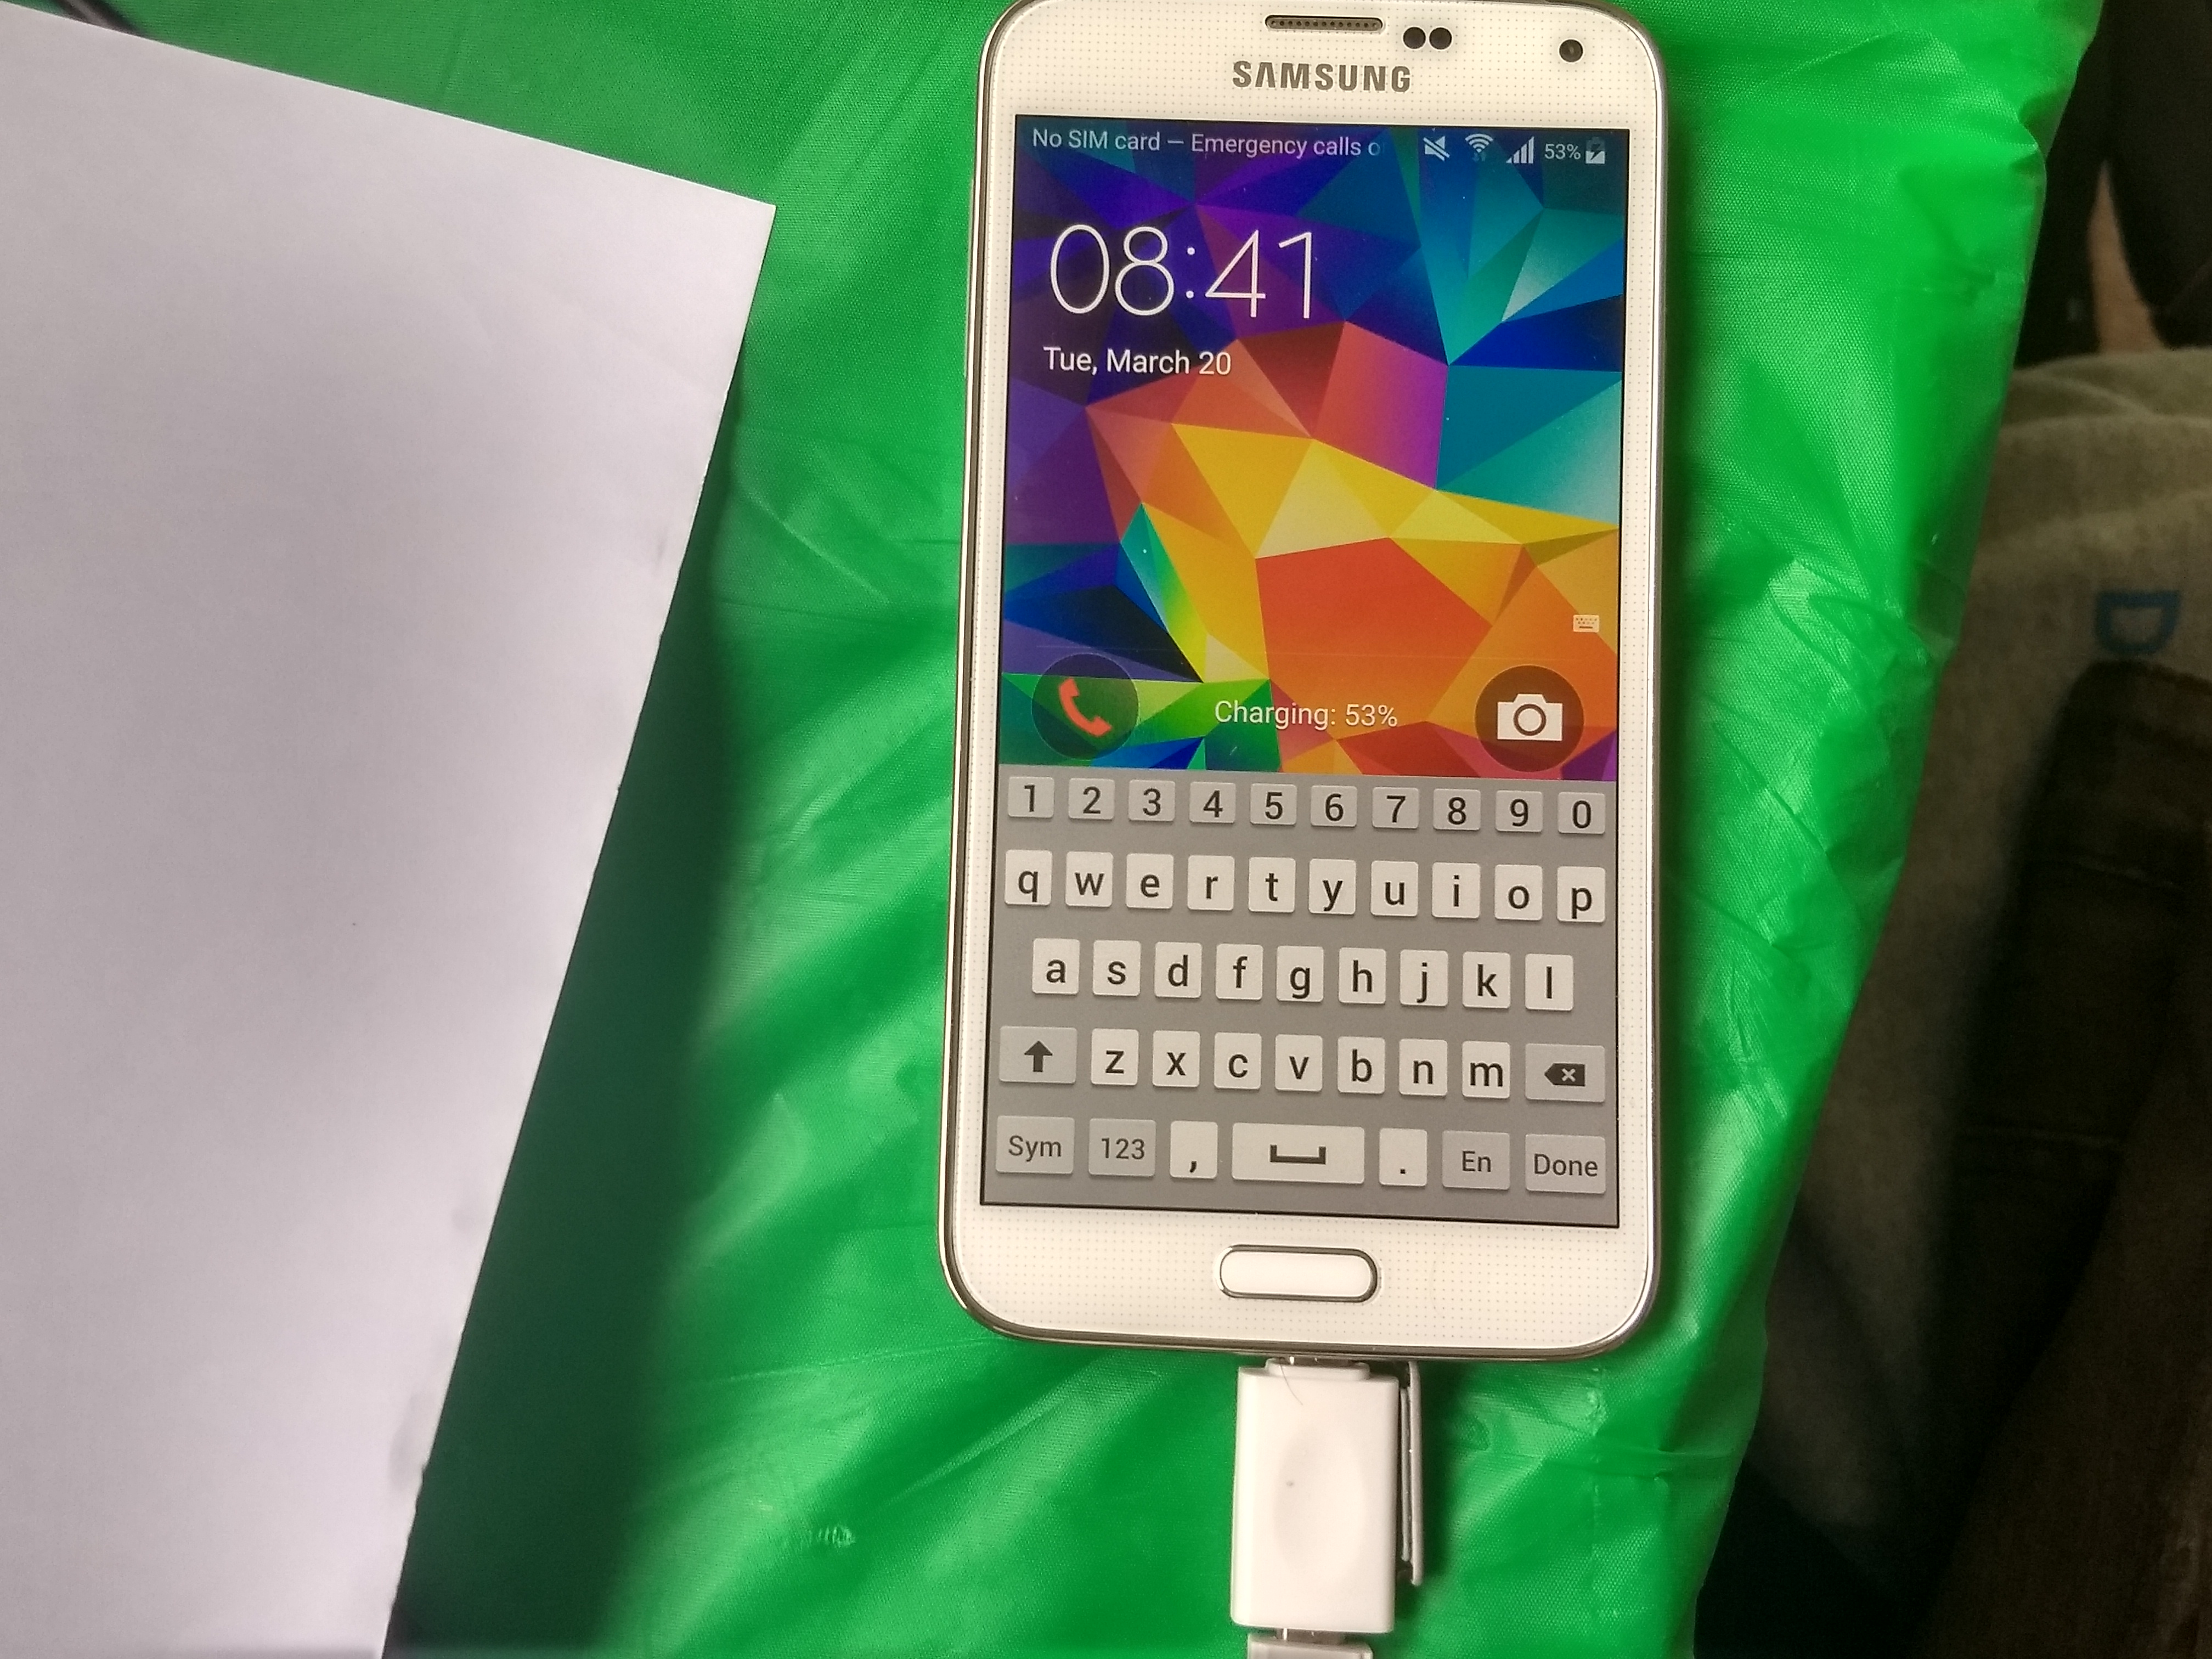 SAMSUNG
No SIM card — Emergency calls o
53%
08:41
Tue, March 20
Charging: 53%
1 2 3 4 5 6 7 8 9 0
q w e r t y u i o p
a s d f g h j k l
z x c v b n m
Sym 123 , . En Done
D